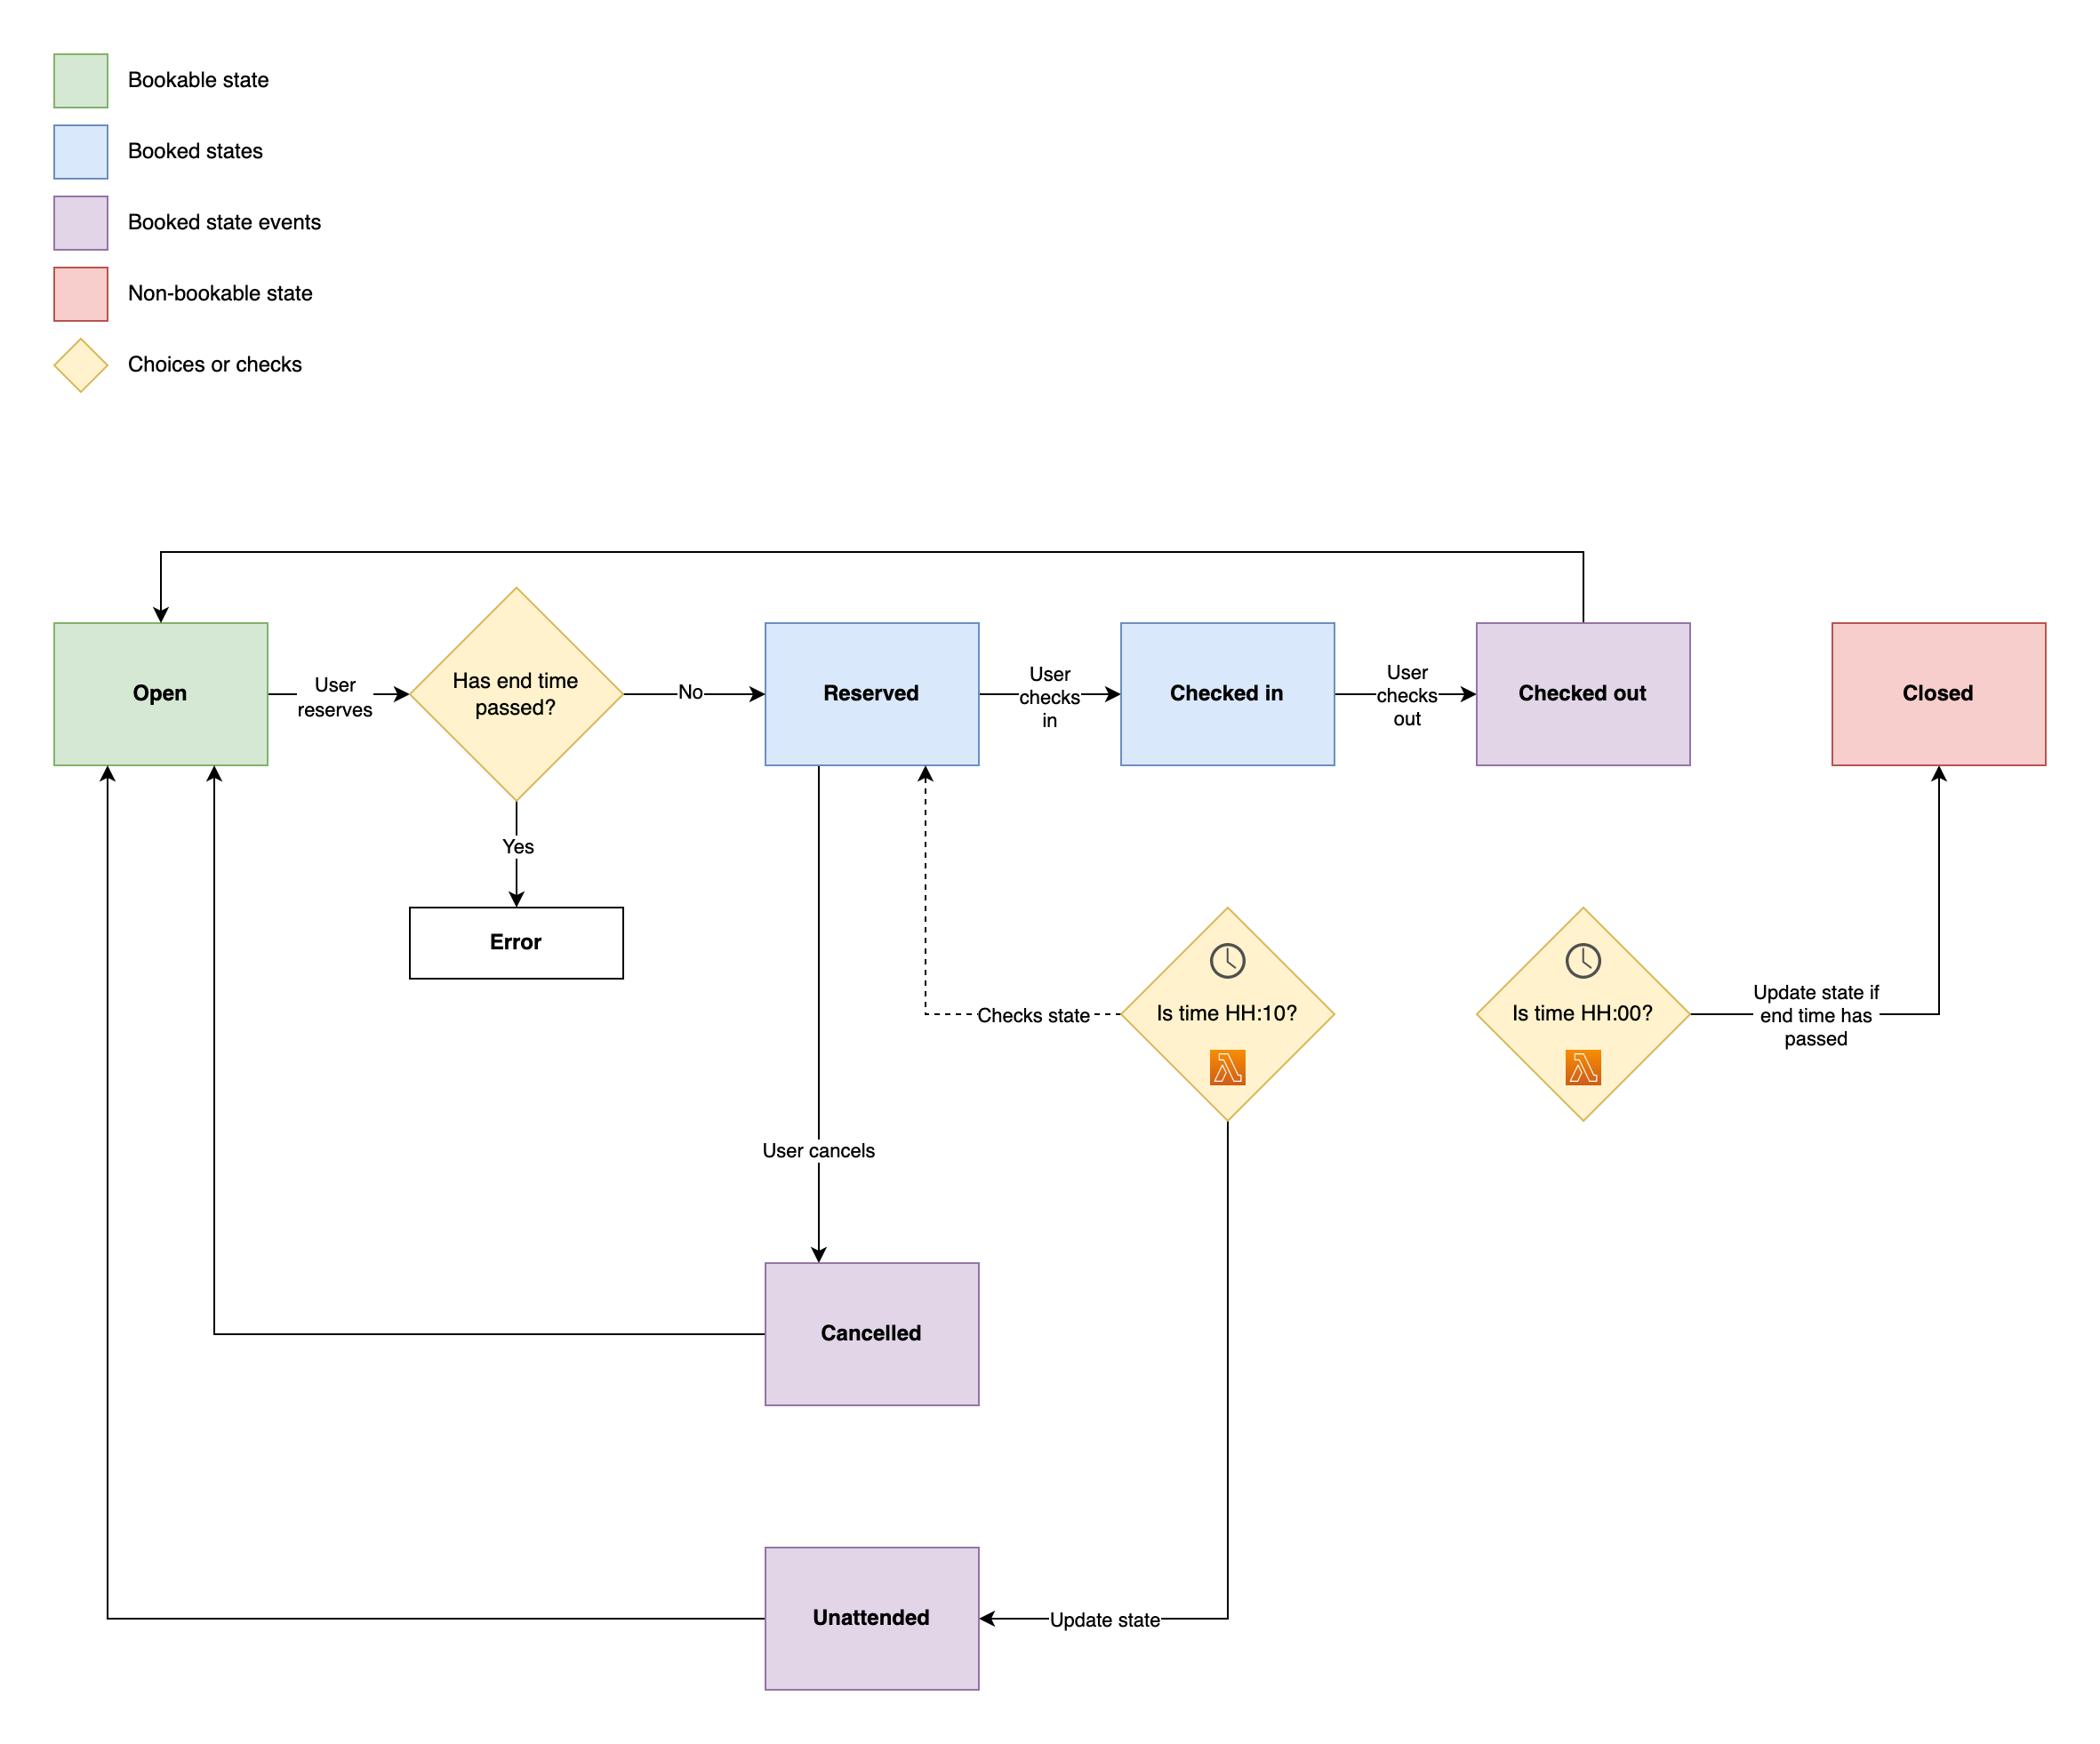 Bookable state
Booked states
Booked state events
Non-bookable state
Choices or checks
Open
User
reserves
Has end time
passed?
No
Reserved
User
checks
in
Checked in
User
checks
out
Checked out
Closed
Yes
Error
Checks state
Is time HH:10?
Is time HH:00?
Update state if
end time has
passed
User cancels
Cancelled
Unattended
Update state